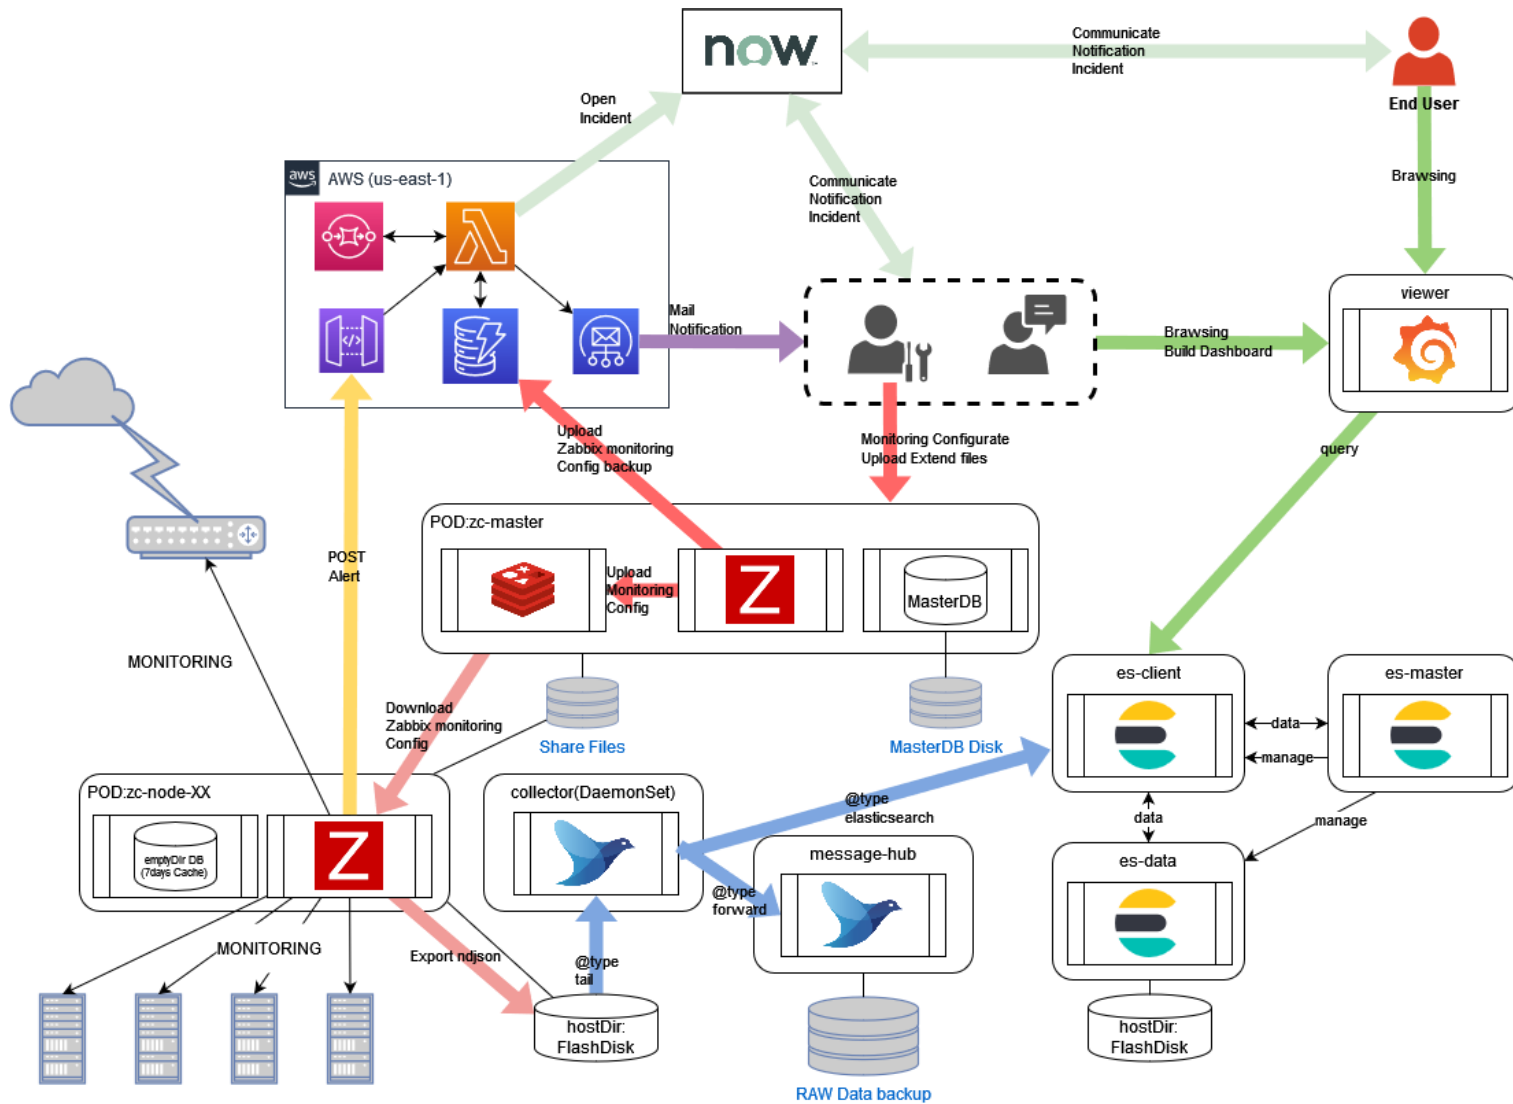 now
Communicate
Notification
Incident
End User
Open
Incident
aws
AWS (us-east-1)
Communicate
Notification
Incident
Brawsing
viewer
Mail
Notification
Brawsing
Build Dashboard
</>
Upload
Zabbix monitoring
Config backup
Monitoring Configurate
Upload Extend files
query
POD:zc-master
POST
Alert
Upload
Monitoring
Config
Z
MasterDB
MONITORING
es-client
es-master
Download
Zabbix monitoring
Config
Share Files
MasterDB Disk
data
manage
POD:zc-node-XX
collector(DaemonSet)
@type
elasticsearch
data
manage
emptyDir DB
(7days Cache)
Z
message-hub
es-data
@type
forward
MONITORING
Export ndjson
@type
tail
hostDir:
FlashDisk
hostDir:
FlashDisk
RAW Data backup